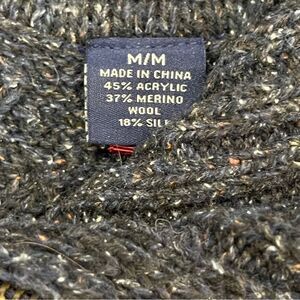 M/M
MADE IN CHINA
45% ACRYLIC
37% MERINO
WOOL
18% SILK